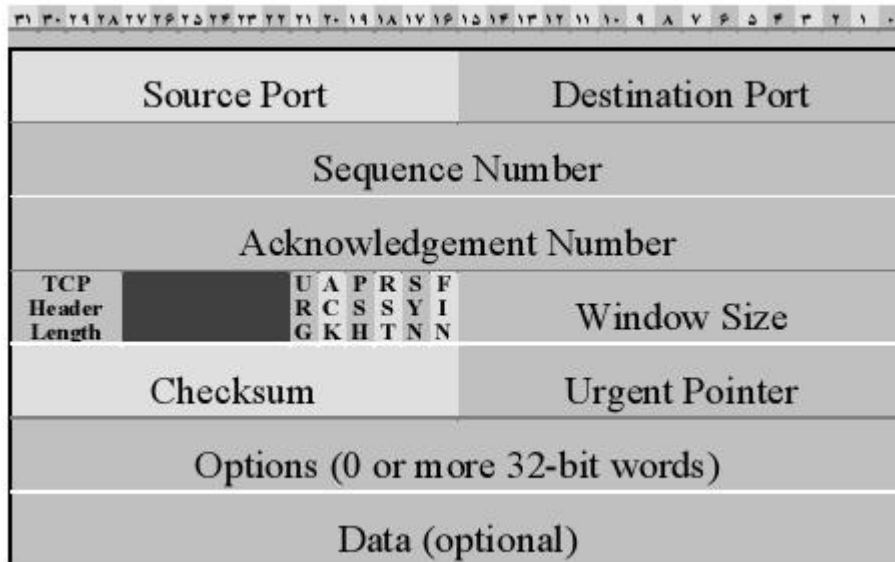 ۳۱ ۳۰ ۲۹ ۲۸ ۲۷ ۲۶ ۲۵ ۲۴ ۲۳ ۲۲ ۲۱ ۲۰ ۱۹ ۱۸ ۱۷ ۱۶ ۱۵ ۱۴ ۱۳ ۱۲ ۱۱ ۱۰ ۹ ۸ ۷ ۶ ۵ ۴ ۳ ۲ ۱ ۰
Source Port Destination Port
Sequence Number
Acknowledgement Number
TCP U A P R S F
Header R C S S Y I Window Size
Length G K H T N N
Checksum Urgent Pointer
Options (0 or more 32-bit words)
Data (optional)